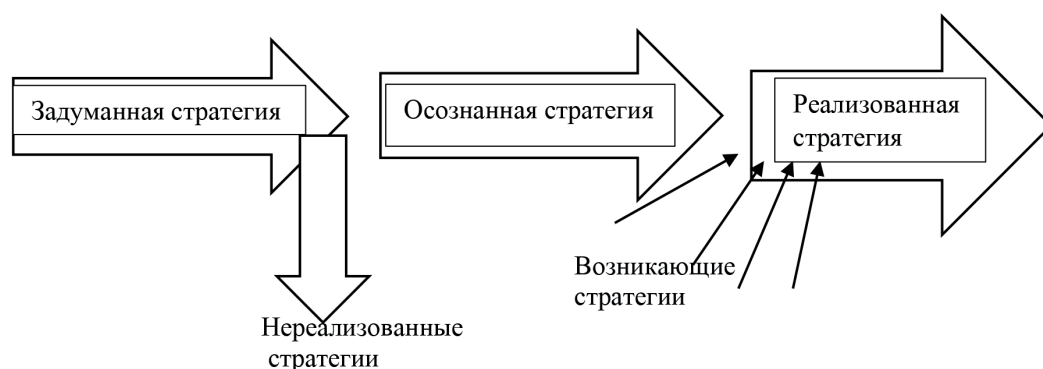 Задуманная стратегия
Осознанная стратегия
Реализованная
стратегия
Возникающие
стратегии
Нереализованные
стратегии